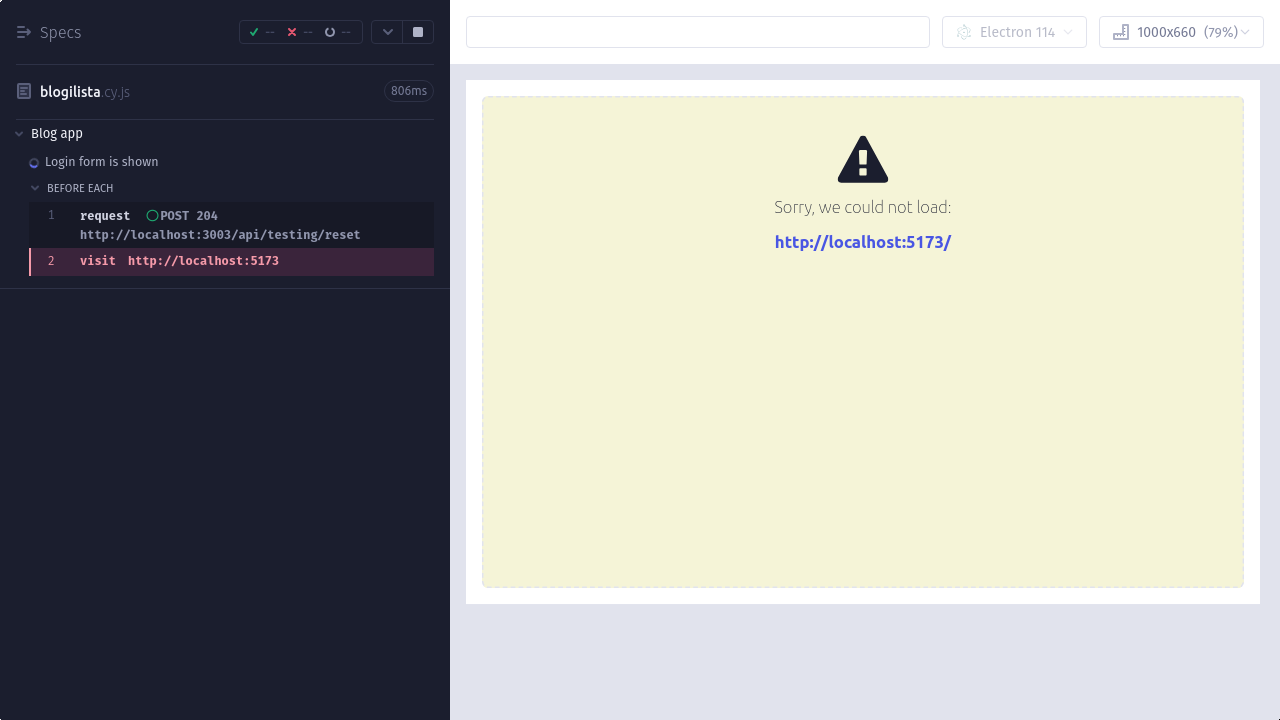 Specs
--
--
--
Electron 114
1000x660 (79%)
blogilista.cy.js
806ms
Blog app
Login form is shown
BEFORE EACH
1 request POST 204
http://localhost:3003/api/testing/reset
2 visit http://localhost:5173
Sorry, we could not load:
http://localhost:5173/